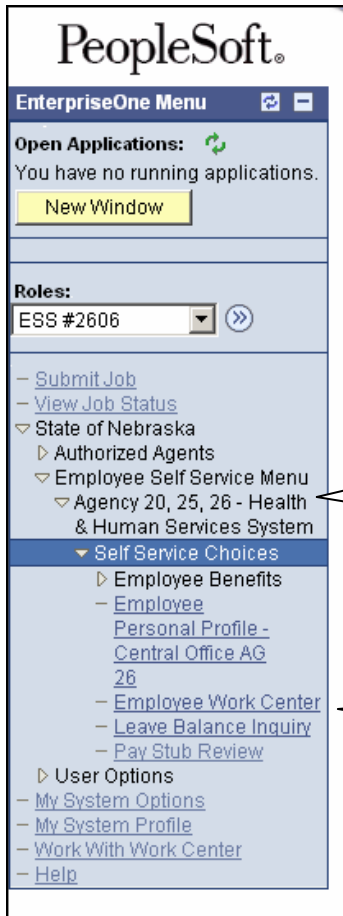 PeopleSoft®
EnterpriseOne Menu
Open Applications:
You have no running applications.
New Window
Roles:
ESS #2606
– Submit Job
– View Job Status
State of Nebraska
Authorized Agents
Employee Self Service Menu
Agency 20, 25, 26 - Health
& Human Services System
Self Service Choices
Employee Benefits
– Employee
Personal Profile -
Central Office AG
26
– Employee Work Center
– Leave Balance Inquiry
– Pay Stub Review
User Options
– My System Options
– My System Profile
– Work With Work Center
– Help